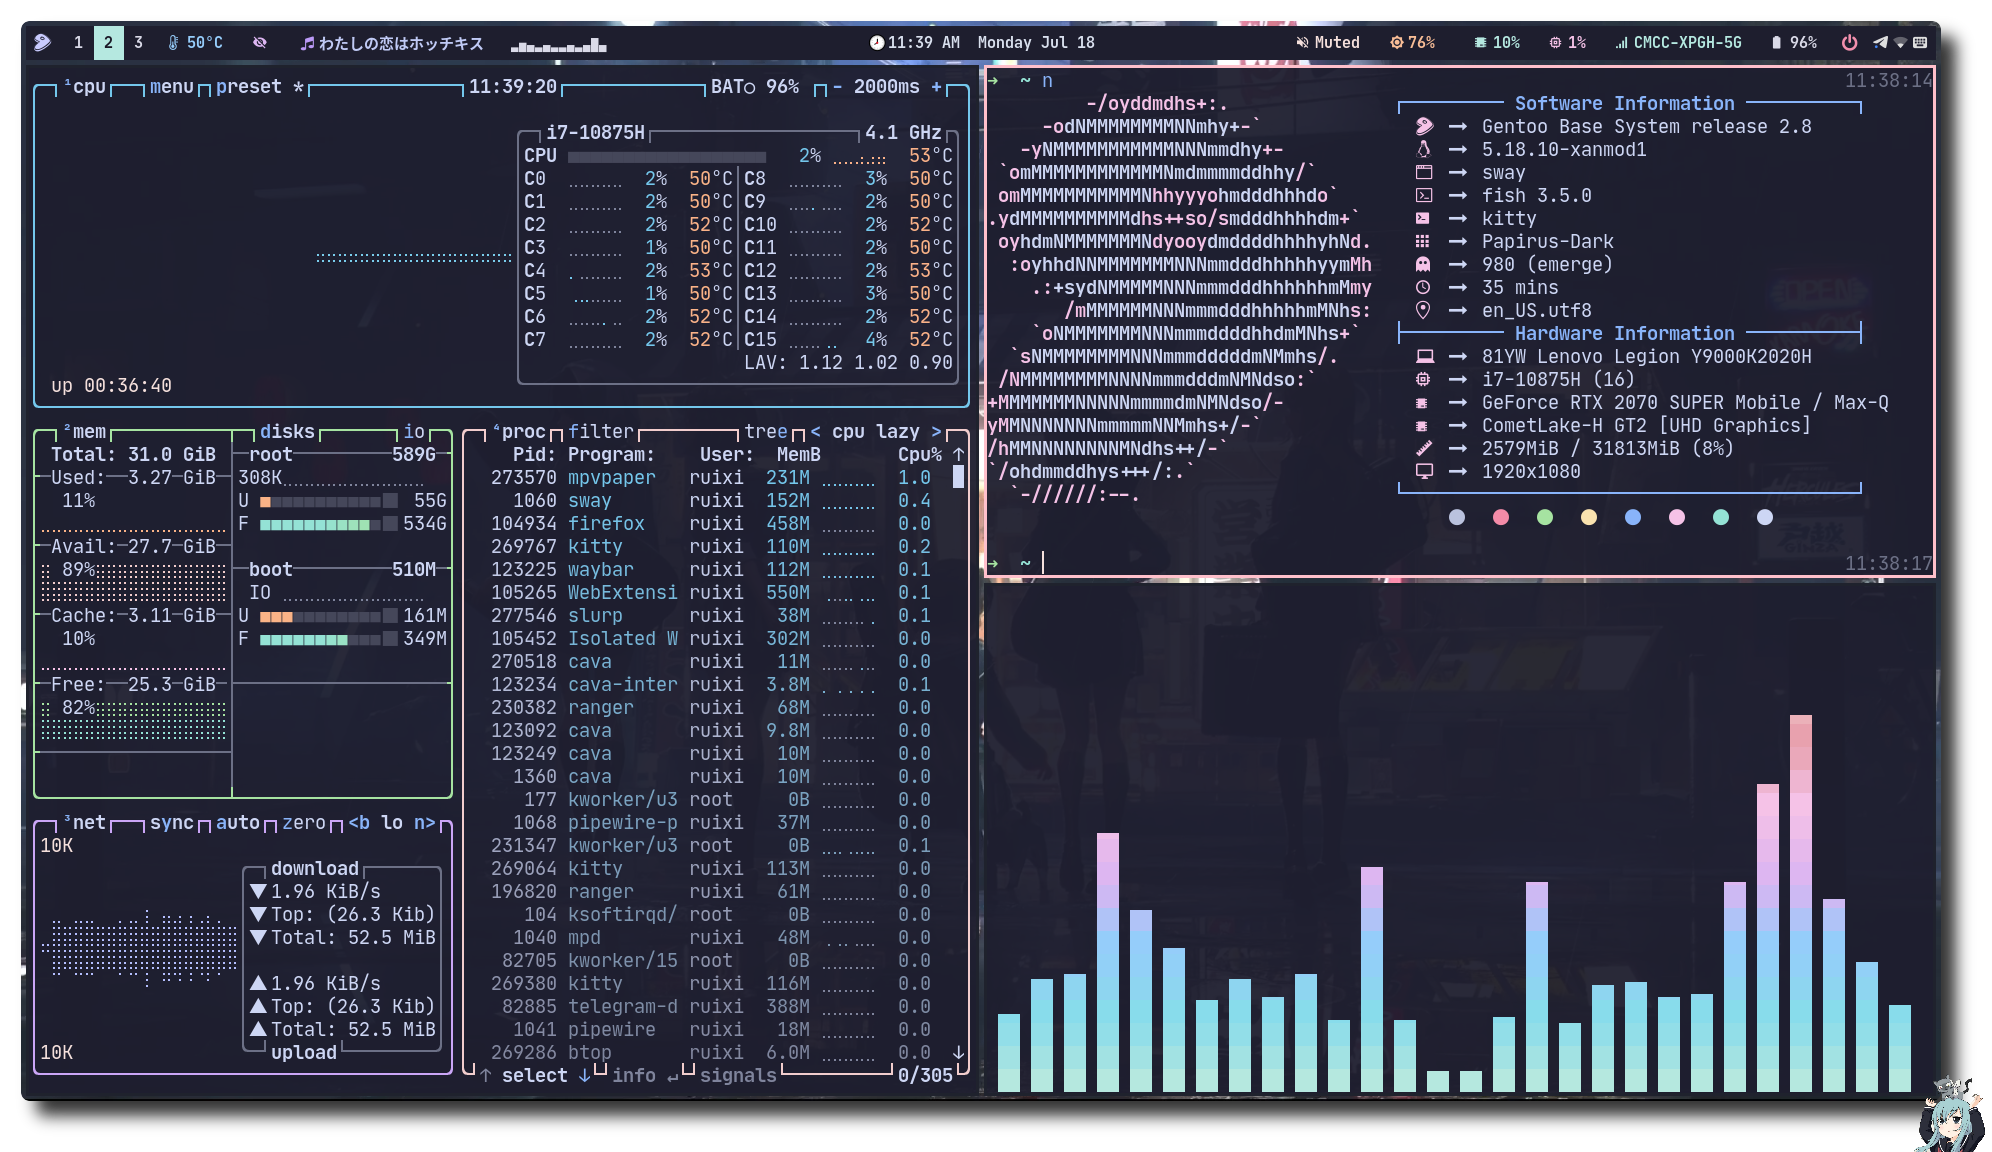 1 2 3 50°C わたしの恋はホッチキス 11:39 AM Monday Jul 18 Muted 76% 10% 1% CMCC-XPGH-5G 96%
¹cpu menu preset * 11:39:20 BAT○ 96% - 2000ms +
i7-10875H 4.1 GHz
CPU 2% 53°C
C0 2% 50°C C8 3% 50°C
C1 2% 50°C C9 2% 50°C
C2 2% 52°C C10 2% 52°C
C3 1% 50°C C11 2% 50°C
C4 2% 53°C C12 2% 53°C
C5 1% 50°C C13 3% 50°C
C6 2% 52°C C14 2% 52°C
C7 2% 52°C C15 4% 52°C
LAV: 1.12 1.02 0.90
up 00:36:40
²mem disks io
Total: 31.0 GiB
Used: 3.27 GiB
11%
Avail: 27.7 GiB
89%
Cache: 3.11 GiB
10%
Free: 25.3 GiB
82%
root 589G
308K
U 55G
F 534G
boot 510M
IO
U 161M
F 349M
³net sync auto zero <b lo n>
10K
download
▼1.96 KiB/s
▼Top: (26.3 Kib)
▼Total: 52.5 MiB
▲1.96 KiB/s
▲Top: (26.3 Kib)
▲Total: 52.5 MiB
10K
upload
⁴proc filter tree < cpu lazy >
Pid: Program: User: MemB Cpu% ↑
273570 mpvpaper ruixi 231M 1.0
1060 sway ruixi 152M 0.4
104934 firefox ruixi 458M 0.0
269767 kitty ruixi 110M 0.2
123225 waybar ruixi 112M 0.1
105265 WebExtensi ruixi 550M 0.1
277546 slurp ruixi 38M 0.1
105452 Isolated W ruixi 302M 0.0
270518 cava ruixi 11M 0.0
123234 cava-inter ruixi 3.8M 0.1
230382 ranger ruixi 68M 0.0
123092 cava ruixi 9.8M 0.0
123249 cava ruixi 10M 0.0
1360 cava ruixi 10M 0.0
177 kworker/u3 root 0B 0.0
1068 pipewire-p ruixi 37M 0.0
231347 kworker/u3 root 0B 0.1
269064 kitty ruixi 113M 0.0
196820 ranger ruixi 61M 0.0
104 ksoftirqd/ root 0B 0.0
1040 mpd ruixi 48M 0.0
82705 kworker/15 root 0B 0.0
269380 kitty ruixi 116M 0.0
82885 telegram-d ruixi 388M 0.0
1041 pipewire ruixi 18M 0.0
269286 btop ruixi 6.0M 0.0 ↓
↑ select ↓ info ↵ signals 0/305
→ ~ n 11:38:14
-/oyddmdhs+:.
-odNMMMMMMMMNNmhy+-`
-yNMMMMMMMMMMMNNNmmdhy+-
`omMMMMMMMMMMMMNmdmmmmddhhy/`
omMMMMMMMMMMMNhhyyyohmdddhhhdo`
.ydMMMMMMMMMMdhs++so/smdddhhhhdm+`
oyhdmNMMMMMMMNdyooydmddddhhhhyhNd.
:oyhhdNNMMMMMMMNNNmmdddhhhhhyymMh
.:+sydNMMMMMNNNmmmdddhhhhhhmMmy
/mMMMMMMNNNmmmdddhhhhhmMNhs:
`oNMMMMMMMNNNmmmddddhhdmMNhs+`
`sNMMMMMMMMNNNmmmdddddmNMmhs/.
/NMMMMMMMMNNNNmmmdddmNMNdso:`
+MMMMMMMNNNNNmmmmdmNMNdso/-
yMMNNNNNNNmmmmmNNMmhs+/-`
/hMMNNNNNNNNMNdhs++/-`
`/ohdmmddhys+++/:.`
`-//////:--.
Software Information
→ Gentoo Base System release 2.8
→ 5.18.10-xanmod1
→ sway
→ fish 3.5.0
→ kitty
→ Papirus-Dark
→ 980 (emerge)
→ 35 mins
→ en_US.utf8
Hardware Information
→ 81YW Lenovo Legion Y9000K2020H
→ i7-10875H (16)
→ GeForce RTX 2070 SUPER Mobile / Max-Q
→ CometLake-H GT2 [UHD Graphics]
→ 2579MiB / 31813MiB (8%)
→ 1920x1080
→ ~ 11:38:17